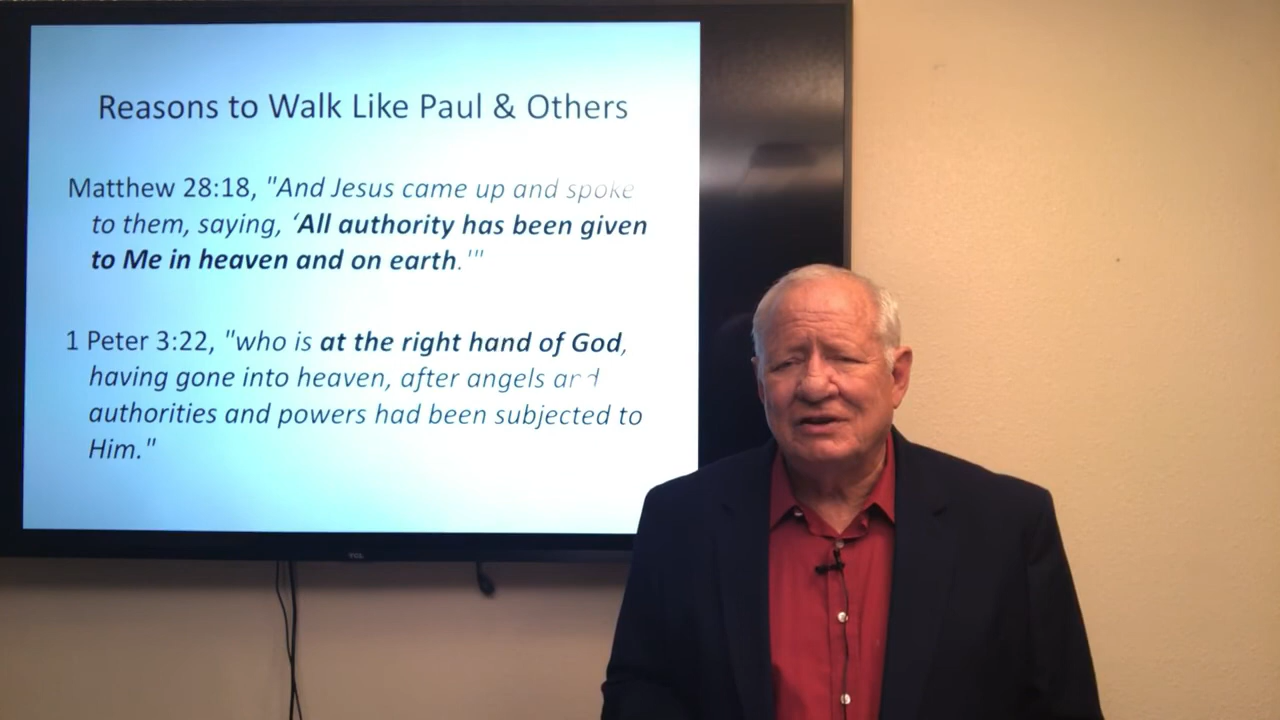 Reasons to Walk Like Paul & Others
Matthew 28:18, "And Jesus came up and spoke
to them, saying, ‘All authority has been given
to Me in heaven and on earth.’"
1 Peter 3:22, "who is at the right hand of God,
having gone into heaven, after angels and
authorities and powers had been subjected to
Him."
TCL